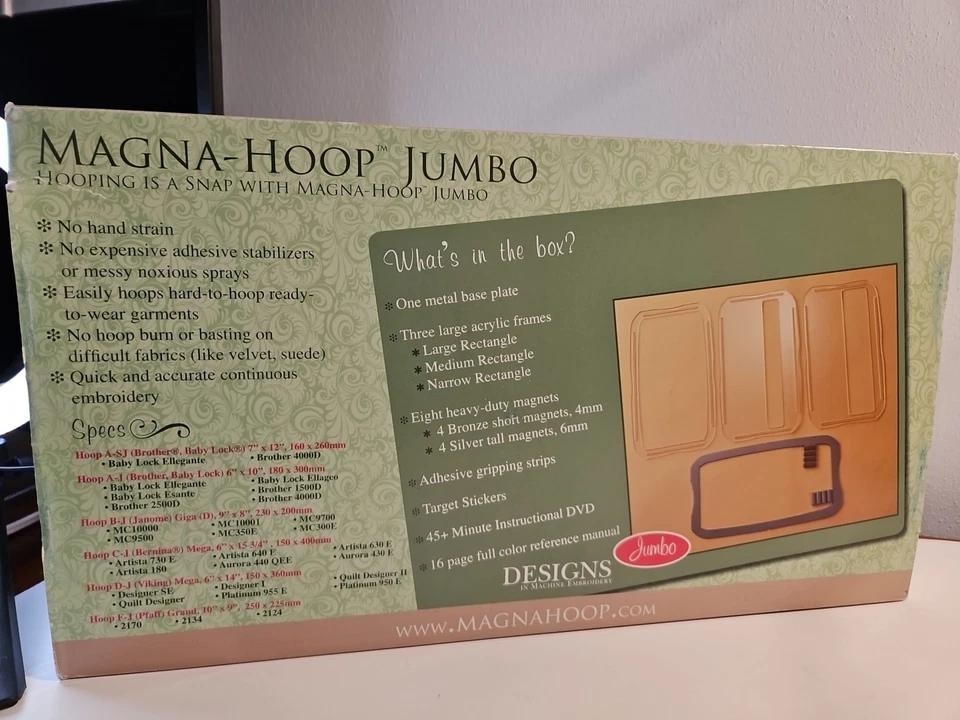 MAGNA-HOOP™ JUMBO
HOOPING IS A SNAP WITH MAGNA-HOOP™ JUMBO
✻ No hand strain
✻ No expensive adhesive stabilizers
or messy noxious sprays
✻ Easily hoops hard-to-hoop ready-
to-wear garments
✻ No hoop burn or basting on
difficult fabrics (like velvet, suede)
✻ Quick and accurate continuous
embroidery
Specs
Hoop A-SJ (Brother®, Baby Lock®) 7" x 12", 160 x 260mm
• Baby Lock Ellegante • Brother 4000D
Hoop A-J (Brother, Baby Lock) 6" x 10", 180 x 300mm
• Baby Lock Ellegante • Baby Lock Ellageo
• Baby Lock Esante • Brother 1500D
• Brother 2500D • Brother 4000D
Hoop B-J (Janome) Giga (D), 9" x 8", 230 x 200mm
• MC10000 • MC10001 • MC9700
• MC9500 • MC350E • MC300E
Hoop C-J (Bernina®) Mega, 6" x 15 3/4", 150 x 400mm
• Artista 730 E • Artista 640 E • Artista 630 E
• Artista 180 • Aurora 440 QEE • Aurora 430 E
Hoop D-J (Viking) Mega, 6" x 14", 150 x 360mm
• Designer SE • Designer I • Quilt Designer II
• Quilt Designer • Platinum 955 E • Platinum 950 E
Hoop F-J (Pfaff) Grand, 10" x 9", 250 x 225mm
• 2170 • 2134 • 2124
What's in the box?
✻ One metal base plate
✻ Three large acrylic frames
✶ Large Rectangle
✶ Medium Rectangle
✶ Narrow Rectangle
✻ Eight heavy-duty magnets
✶ 4 Bronze short magnets, 4mm
✶ 4 Silver tall magnets, 6mm
✻ Adhesive gripping strips
✻ Target Stickers
✻ 45+ Minute Instructional DVD
✻ 16 page full color reference manual
Jumbo
DESIGNS
IN MACHINE EMBROIDERY
WWW.MAGNAHOOP.COM